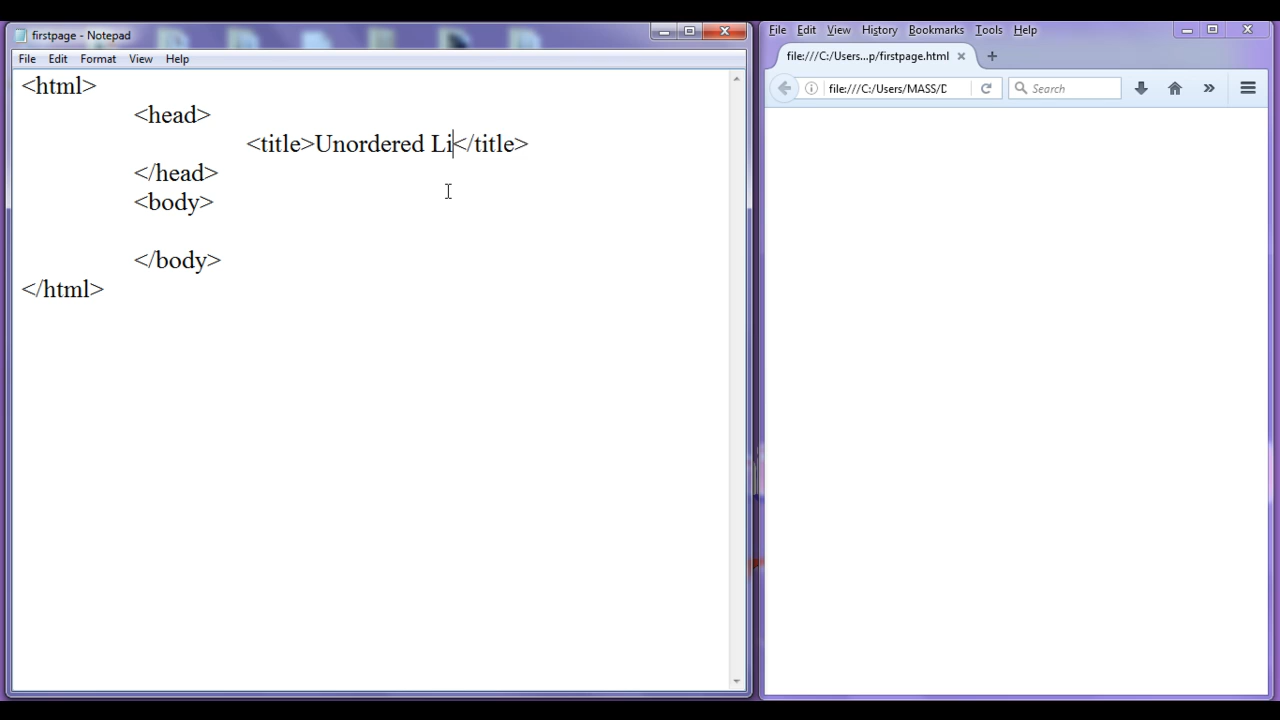 firstpage - Notepad
File Edit Format View Help
<html>
<head>
<title>Unordered Li</title>
</head>
<body>
</body>
</html>
File Edit View History Bookmarks Tools Help
file:///C:/Users...p/firstpage.html
file:///C:/Users/MASS/D
Search